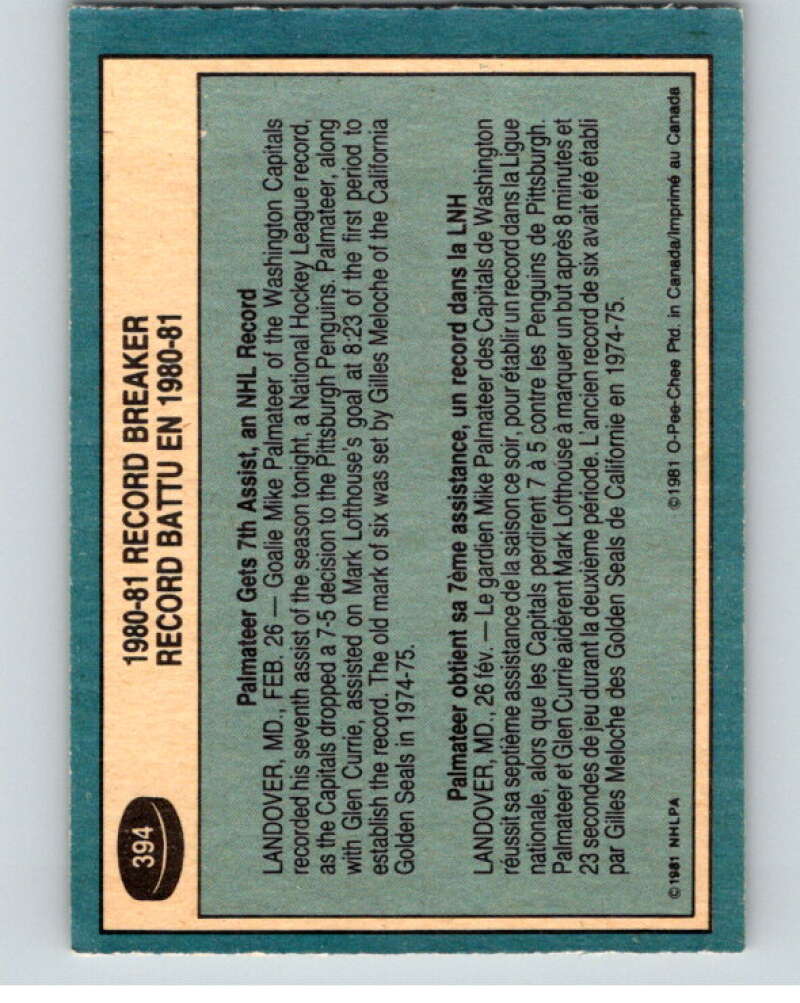 394
1980-81 RECORD BREAKER
RECORD BATTU EN 1980-81
Palmateer Gets 7th Assist, an NHL Record
LANDOVER, MD., FEB. 26 — Goalie Mike Palmateer of the Washington Capitals
recorded his seventh assist of the season tonight, a National Hockey League record,
as the Capitals dropped a 7-5 decision to the Pittsburgh Penguins. Palmateer, along
with Glen Currie, assisted on Mark Lofthouse's goal at 8:23 of the first period to
establish the record. The old mark of six was set by Gilles Meloche of the California
Golden Seals in 1974-75.
Palmateer obtient sa 7ème assistance, un record dans la LNH
LANDOVER, MD., 26 fév. — Le gardien Mike Palmateer des Capitals de Washington
réussit sa septième assistance de la saison ce soir, pour établir un record dans la Ligue
nationale, alors que les Capitals perdirent 7 à 5 contre les Penguins de Pittsburgh.
Palmateer et Glen Currie aidèrent Mark Lofthouse à marquer un but après 8 minutes et
23 secondes de jeu durant la deuxième période. L'ancien record de six avait été établi
par Gilles Meloche des Golden Seals de Californie en 1974-75.
©1981 NHLPA ©1981 O-Pee-Chee Ptd. in Canada/Imprimé au Canada